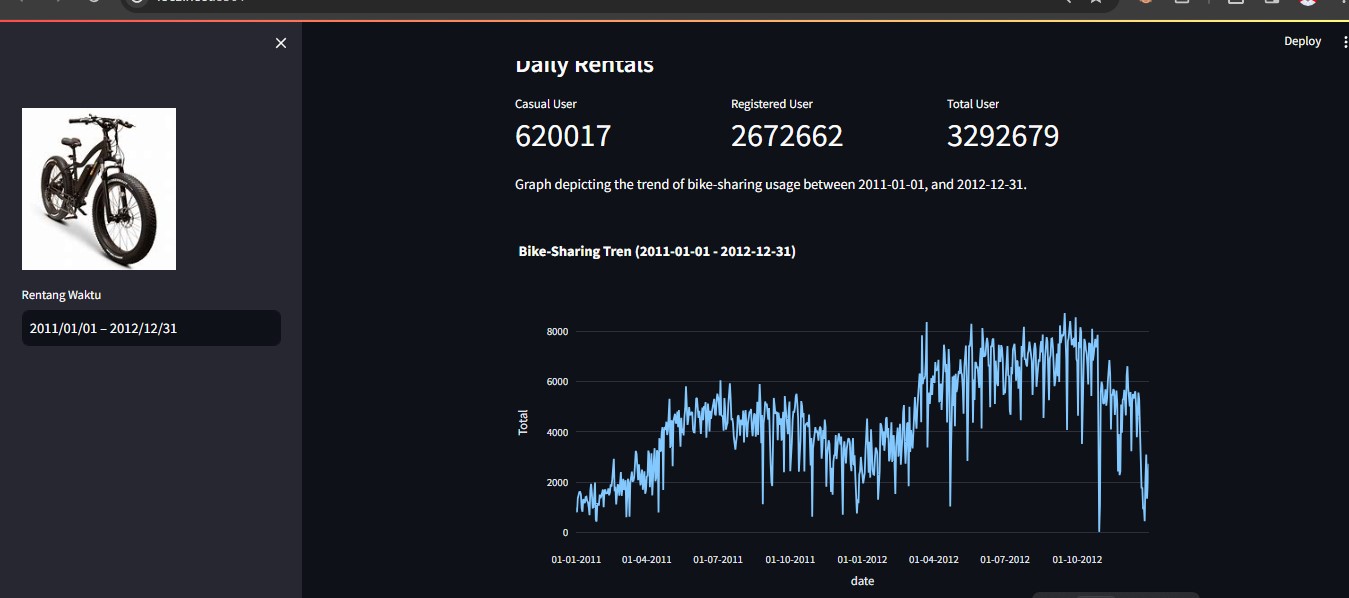 Deploy
Daily Rentals
Casual User
Registered User
Total User
620017
2672662
3292679
Graph depicting the trend of bike-sharing usage between 2011-01-01, and 2012-12-31.
Rentang Waktu
2011/01/01 – 2012/12/31
Bike-Sharing Tren (2011-01-01 - 2012-12-31)
8000
6000
4000
2000
0
Total
01-01-2011
01-04-2011
01-07-2011
01-10-2011
01-01-2012
01-04-2012
01-07-2012
01-10-2012
date